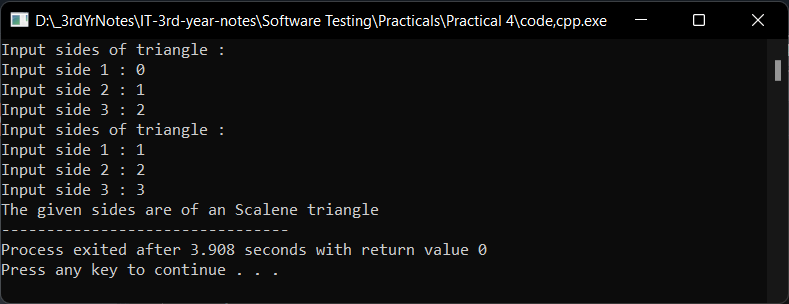 D:\_3rdYrNotes\IT-3rd-year-notes\Software Testing\Practicals\Practical 4\code,cpp.exe
Input sides of triangle :
Input side 1 : 0
Input side 2 : 1
Input side 3 : 2
Input sides of triangle :
Input side 1 : 1
Input side 2 : 2
Input side 3 : 3
The given sides are of an Scalene triangle
--------------------------------
Process exited after 3.908 seconds with return value 0
Press any key to continue . . .